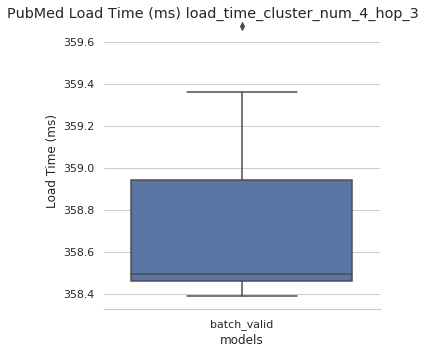 PubMed Load Time (ms) load_time_cluster_num_4_hop_3
359.6
359.4
359.2
359.0
358.8
358.6
358.4
Load Time (ms)
batch_valid
models